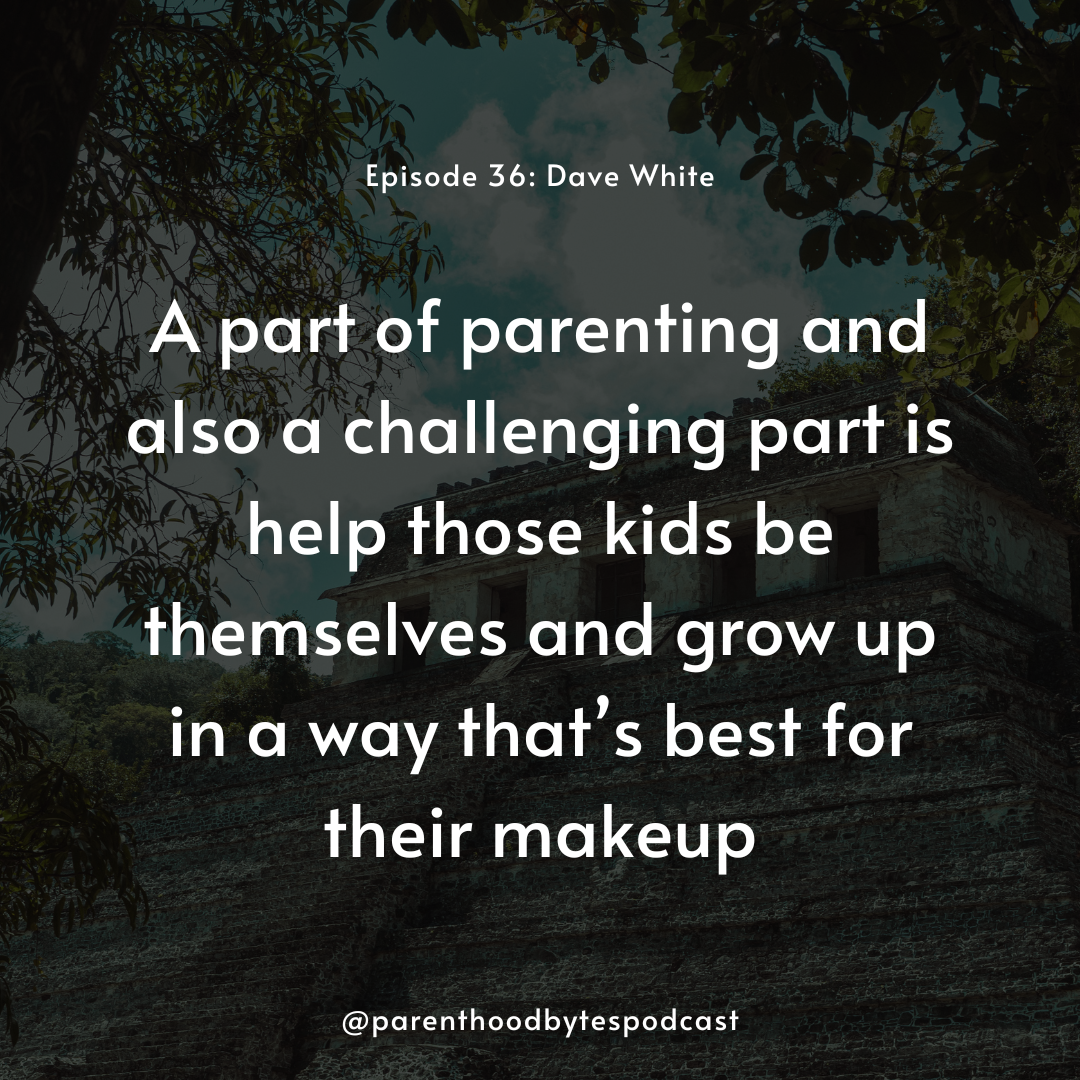 Episode 36: Dave White
A part of parenting and
also a challenging part is
help those kids be
themselves and grow up
in a way that’s best for
their makeup
@parenthoodbytespodcast